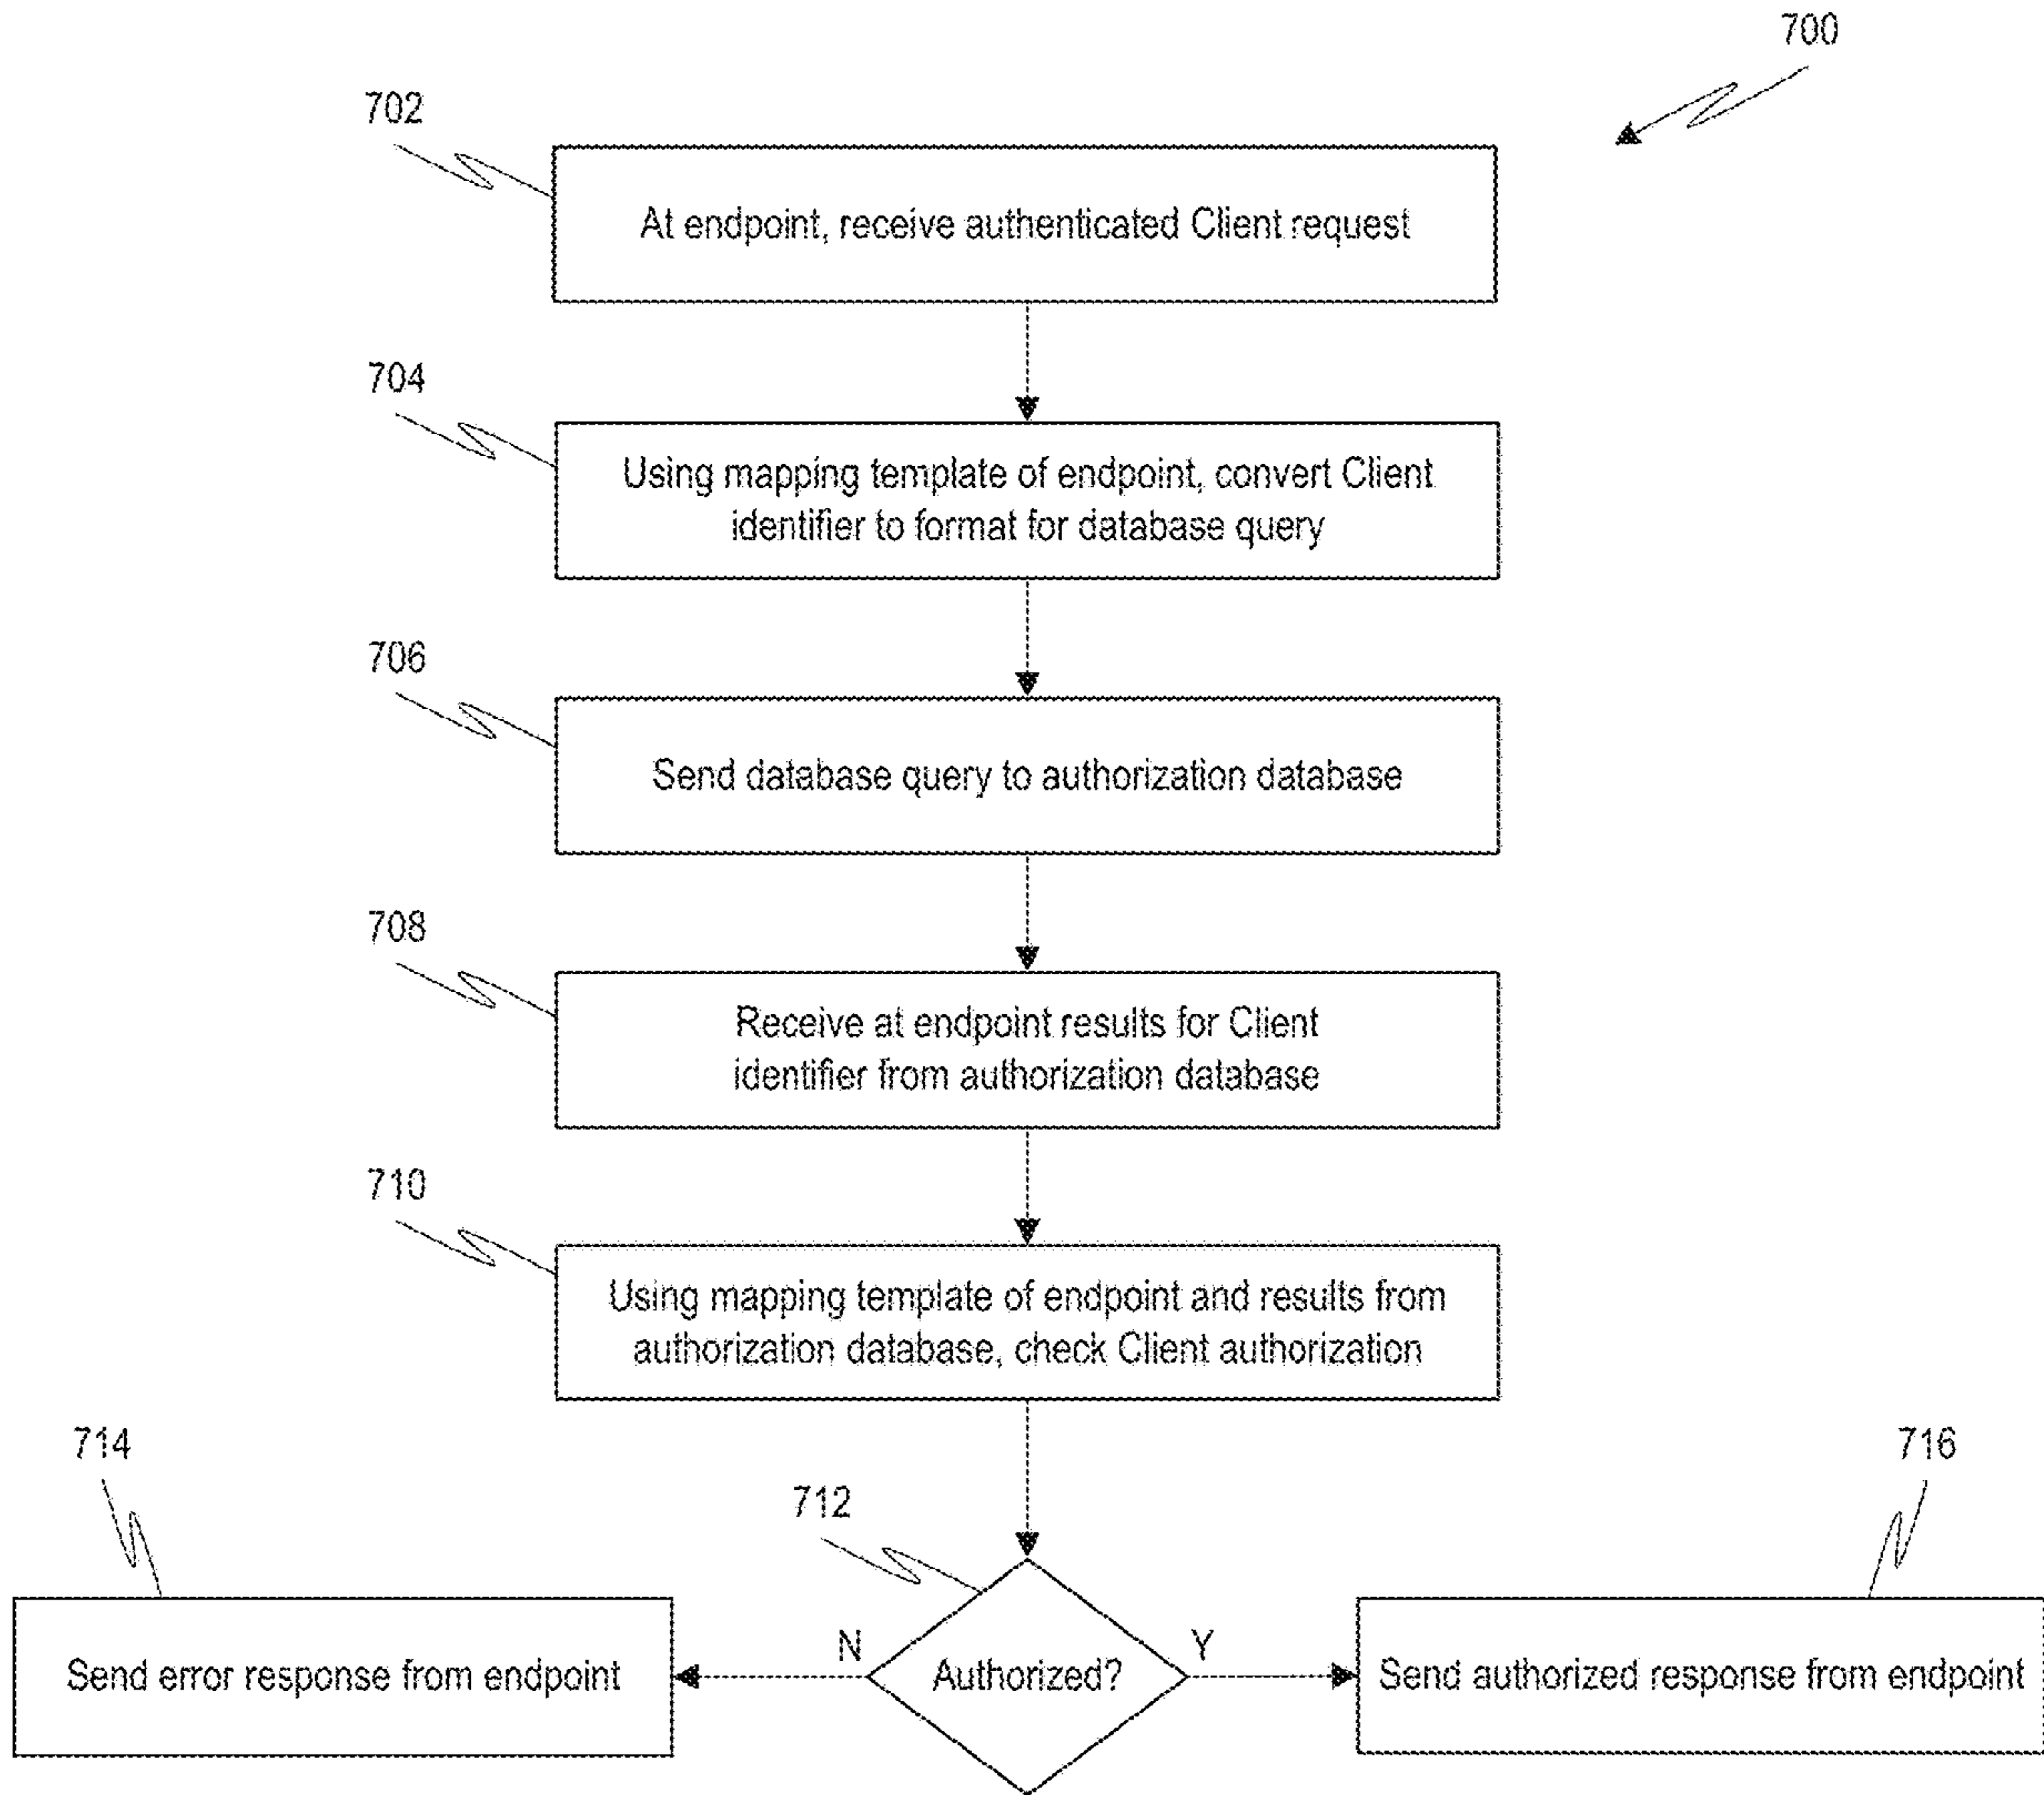 700
702
At endpoint, receive authenticated Client request
704
Using mapping template of endpoint, convert Client
identifier to format for database query
706
Send database query to authorization database
708
Receive at endpoint results for Client
identifier from authorization database
710
Using mapping template of endpoint and results from
authorization database, check Client authorization
714
712
716
Send error response from endpoint
N
Authorized?
Y
Send authorized response from endpoint